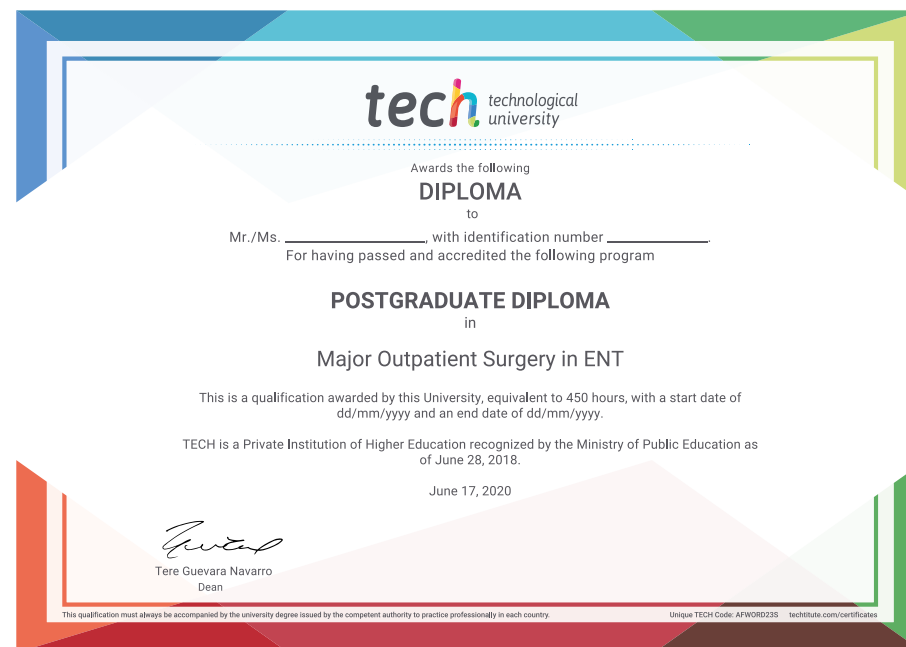 tech technological
university
Awards the following
DIPLOMA
to
Mr./Ms. ____________________, with identification number ______________.
For having passed and accredited the following program
POSTGRADUATE DIPLOMA
in
Major Outpatient Surgery in ENT
This is a qualification awarded by this University, equivalent to 450 hours, with a start date of
dd/mm/yyyy and an end date of dd/mm/yyyy.
TECH is a Private Institution of Higher Education recognized by the Ministry of Public Education as
of June 28, 2018.
June 17, 2020
Tere Guevara Navarro
Dean
This qualification must always be accompanied by the university degree issued by the competent authority to practice professionally in each country. Unique TECH Code: AFWORD23S techtitute.com/certificates